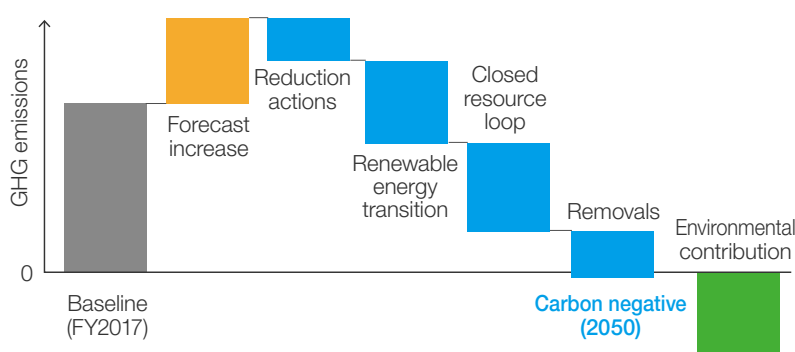 GHG emissions
0
Baseline
(FY2017)
Forecast
increase
Reduction
actions
Renewable
energy
transition
Closed
resource
loop
Removals
Carbon negative
(2050)
Environmental
contribution